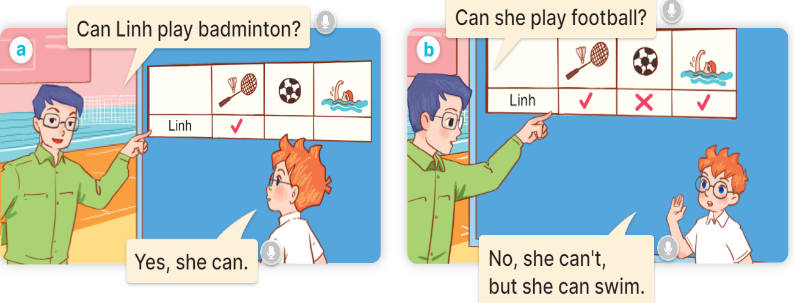 a
Can Linh play badminton?
Linh
Yes, she can.
b
Can she play football?
Linh
No, she can't,
but she can swim.